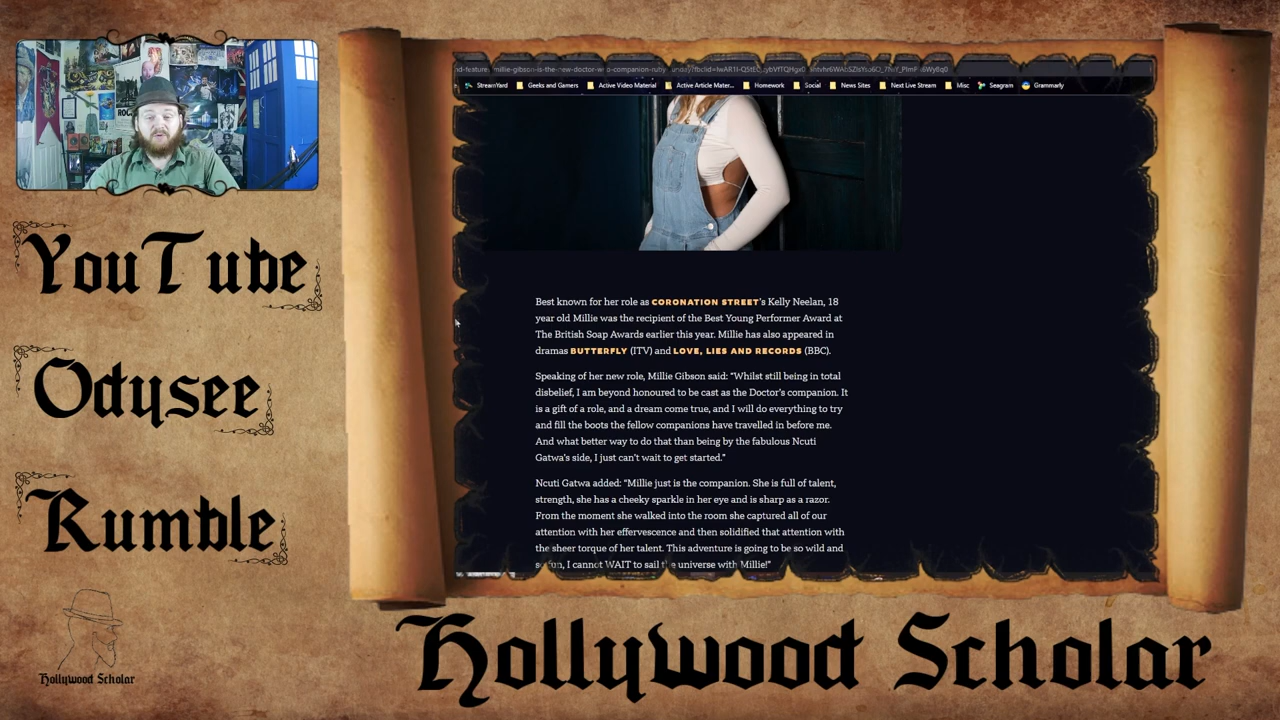 StreamYard Geeks and Gamers Active Video Material Active Article Mater... Homework Social News Sites Next Live Stream Misc Seagram Grammarly
YouTube
Odysee
Rumble
Hollywood Scholar
Best known for her role as CORONATION STREET's Kelly Neelan, 18
year old Millie was the recipient of the Best Young Performer Award at
The British Soap Awards earlier this year. Millie has also appeared in
dramas BUTTERFLY (ITV) and LOVE, LIES AND RECORDS (BBC).
Speaking of her new role, Millie Gibson said: “Whilst still being in total
disbelief, I am beyond honoured to be cast as the Doctor's companion. It
is a gift of a role, and a dream come true, and I will do everything to try
and fill the boots the fellow companions have travelled in before me.
And what better way to do that than being by the fabulous Ncuti
Gatwa's side, I just can't wait to get started.”
Ncuti Gatwa added: “Millie just is the companion. She is full of talent,
strength, she has a cheeky sparkle in her eye and is sharp as a razor.
From the moment she walked into the room she captured all of our
attention with her effervescence and then solidified that attention with
the sheer torque of her talent. This adventure is going to be so wild and
so fun, I cannot WAIT to sail the universe with Millie!”
Hollywood Scholar